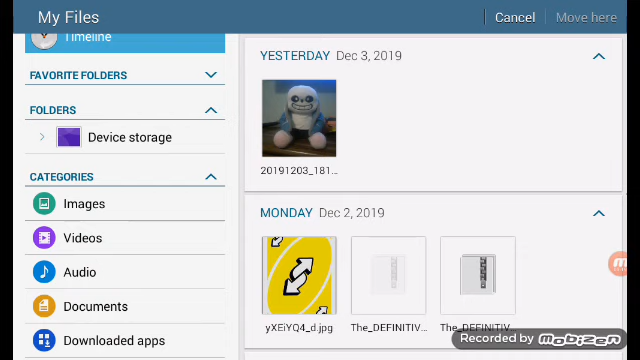 My Files
Cancel
Move here
Timeline
FAVORITE FOLDERS
FOLDERS
Device storage
CATEGORIES
Images
Videos
Audio
Documents
Downloaded apps
YESTERDAY Dec 3, 2019
20191203_181...
MONDAY Dec 2, 2019
yXEiYQ4_d.jpg
The_DEFINITIV...
The_DEFINITIV...
Recorded by mobizen